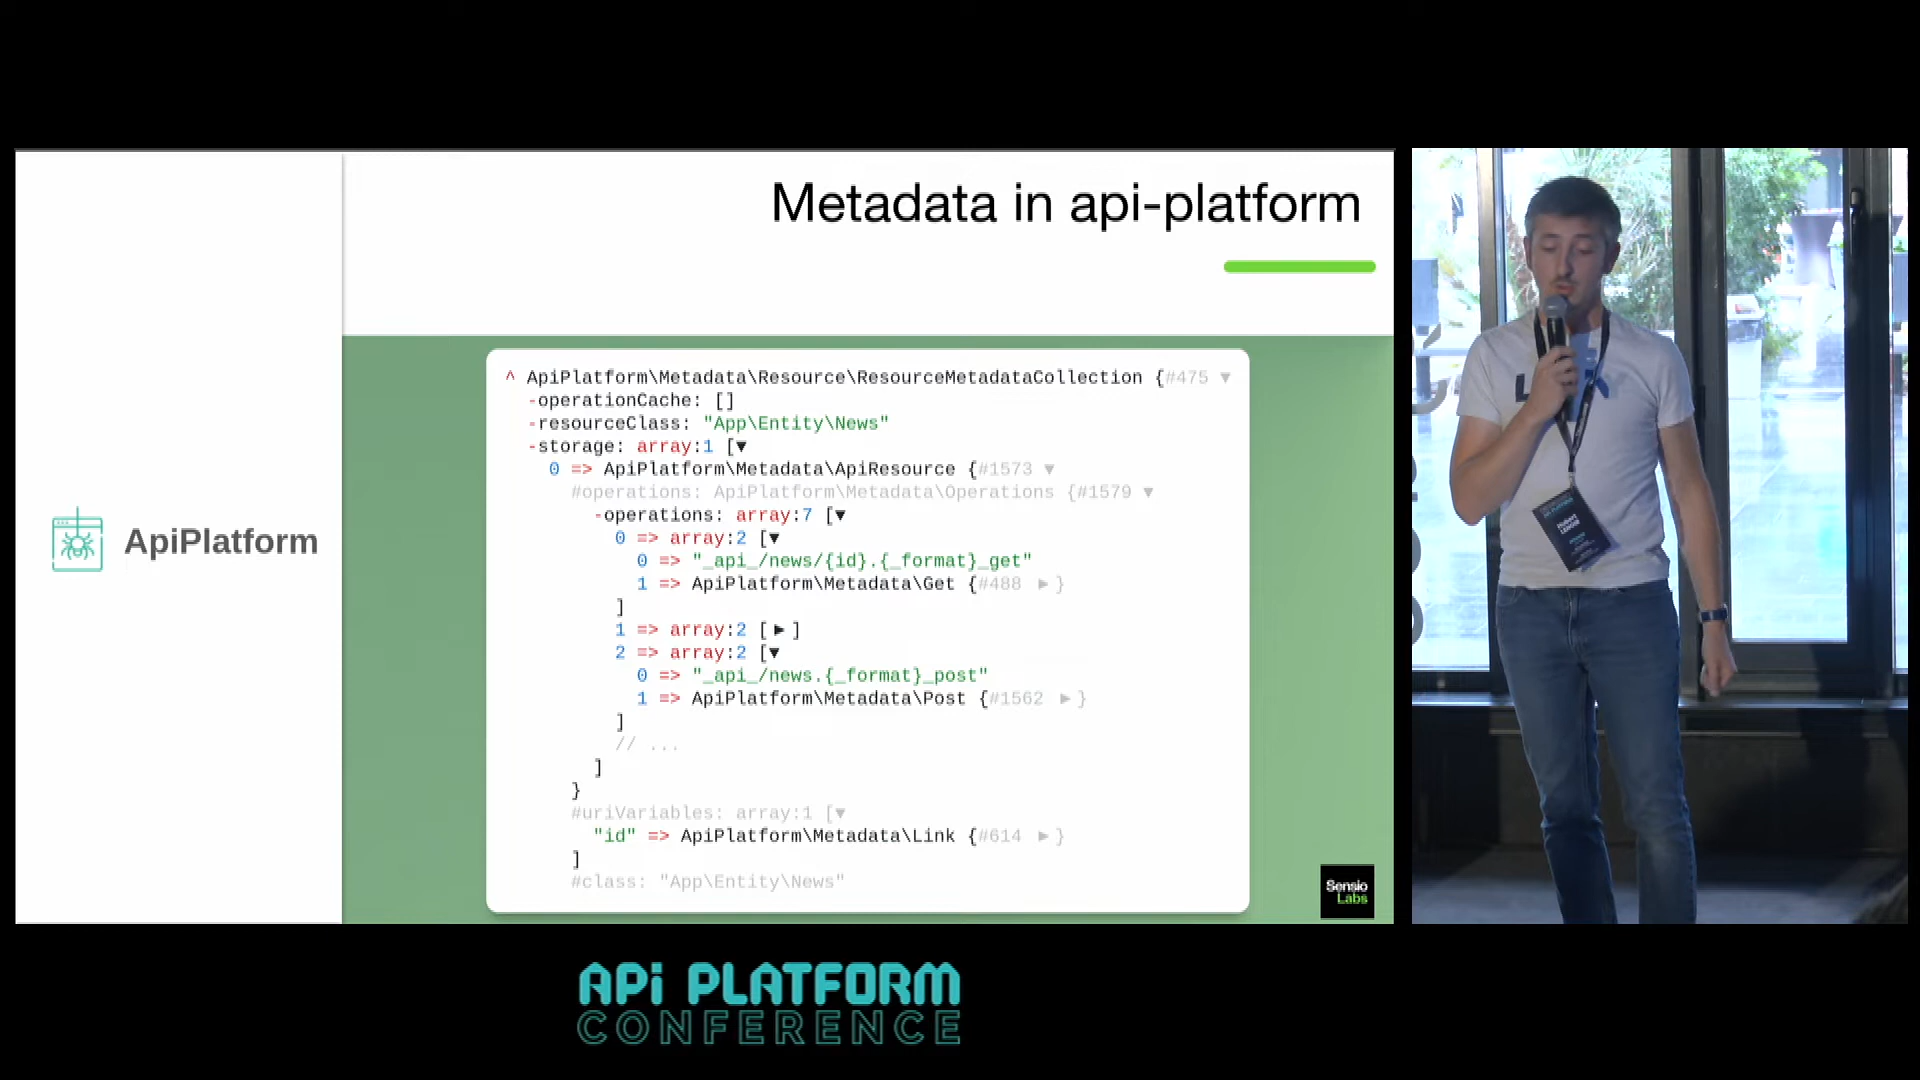 Metadata in api-platform
ApiPlatform
^ ApiPlatform\Metadata\Resource\ResourceMetadataCollection {#475 ▼
-operationCache: []
-resourceClass: "App\Entity\News"
-storage: array:1 [▼
0 => ApiPlatform\Metadata\ApiResource {#1573 ▼
#operations: ApiPlatform\Metadata\Operations {#1579 ▼
-operations: array:7 [▼
0 => array:2 [▼
0 => "_api_/news/{id}.{_format}_get"
1 => ApiPlatform\Metadata\Get {#488 ▶}
]
1 => array:2 [▶]
2 => array:2 [▼
0 => "_api_/news.{_format}_post"
1 => ApiPlatform\Metadata\Post {#1562 ▶}
]
// ...
]
}
#uriVariables: array:1 [▼
"id" => ApiPlatform\Metadata\Link {#614 ▶}
]
#class: "App\Entity\News"
Sensio
Labs
API PLATFORM
CONFERENCE